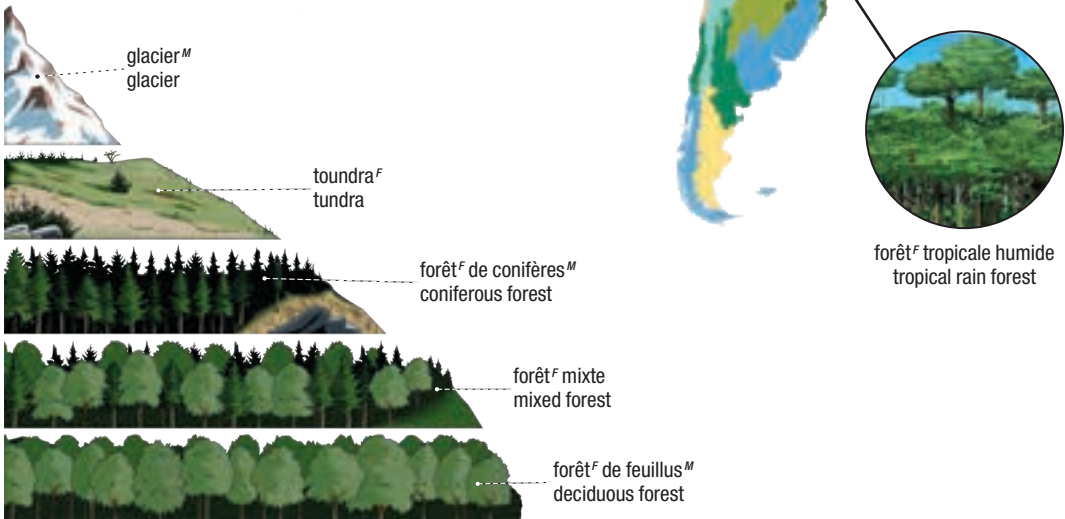 glacierᴹ
glacier
toundraᶠ
tundra
forêtᶠ de conifèresᴹ
coniferous forest
forêtᶠ mixte
mixed forest
forêtᶠ de feuillusᴹ
deciduous forest
forêtᶠ tropicale humide
tropical rain forest